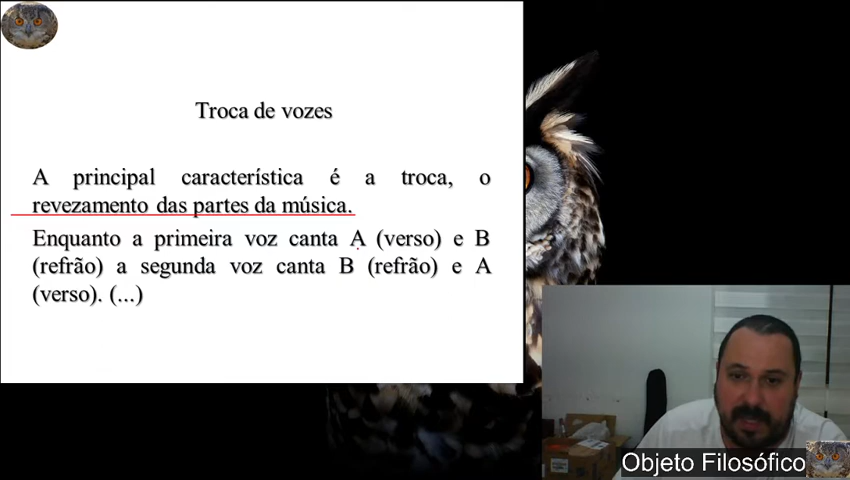 Troca de vozes
A principal característica é a troca, o
revezamento das partes da música.
Enquanto a primeira voz canta A (verso) e B
(refrão) a segunda voz canta B (refrão) e A
(verso). (...)
Objeto Filosófico